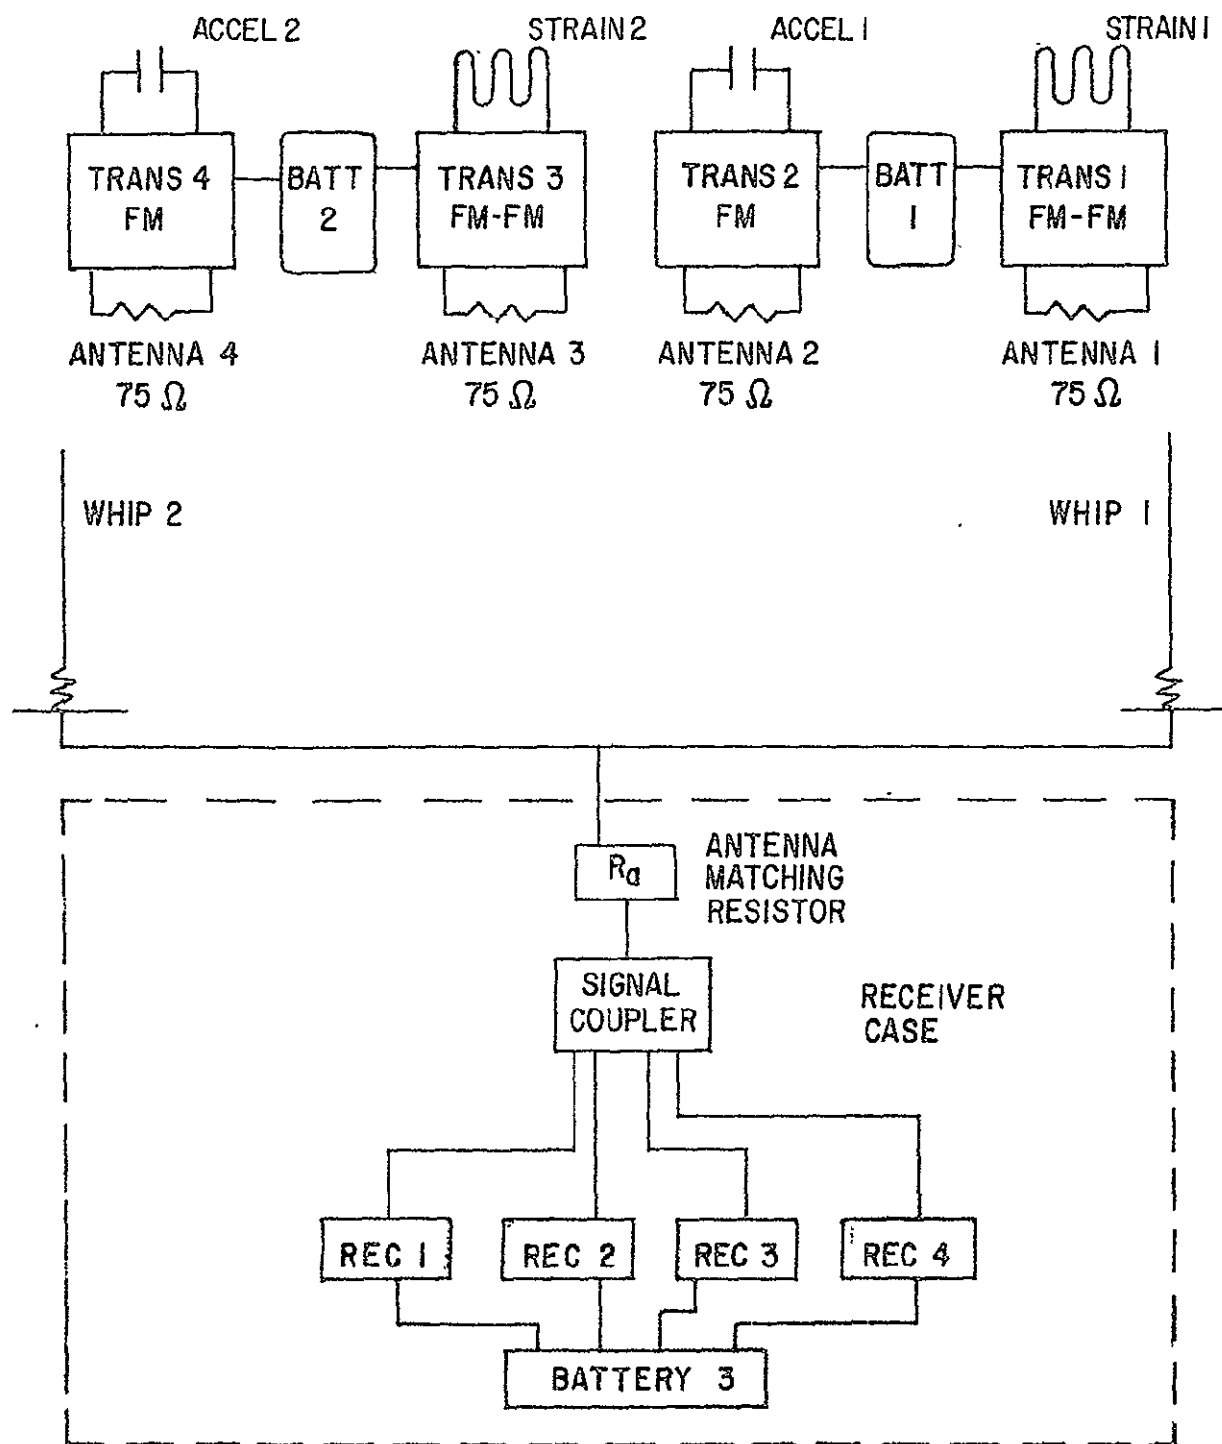 ACCEL 2
STRAIN 2
ACCEL 1
STRAIN 1
TRANS 4
FM
BATT
2
TRANS 3
FM-FM
TRANS 2
FM
BATT
1
TRANS 1
FM-FM
ANTENNA 4
75 Ω
ANTENNA 3
75 Ω
ANTENNA 2
75 Ω
ANTENNA 1
75 Ω
WHIP 2
WHIP 1
Ra
ANTENNA
MATCHING
RESISTOR
SIGNAL
COUPLER
RECEIVER
CASE
REC 1
REC 2
REC 3
REC 4
BATTERY 3